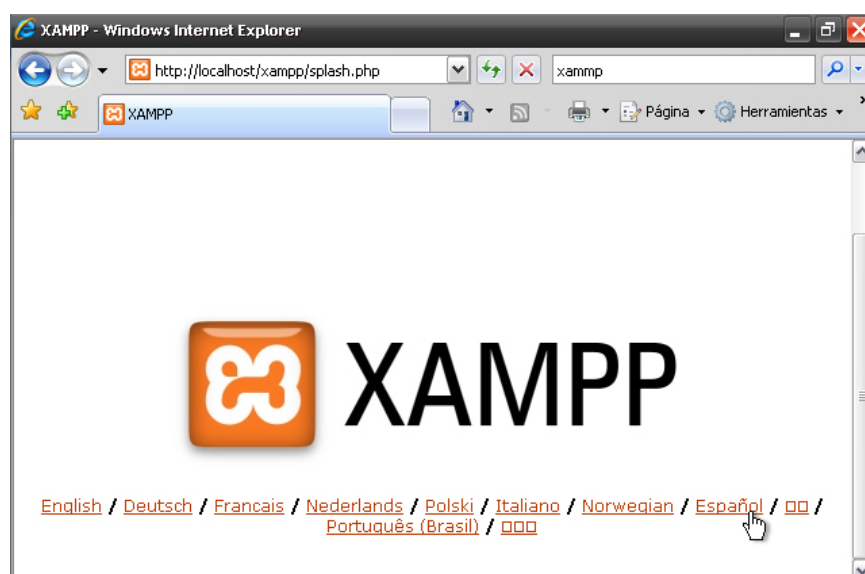 XAMPP - Windows Internet Explorer
http://localhost/xampp/splash.php xammp
XAMPP Página Herramientas
XAMPP
English / Deutsch / Francais / Nederlands / Polski / Italiano / Norwegian / Español / □□ /
Português (Brasil) / □□□